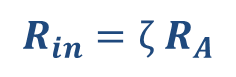 R_in = ζ R_A